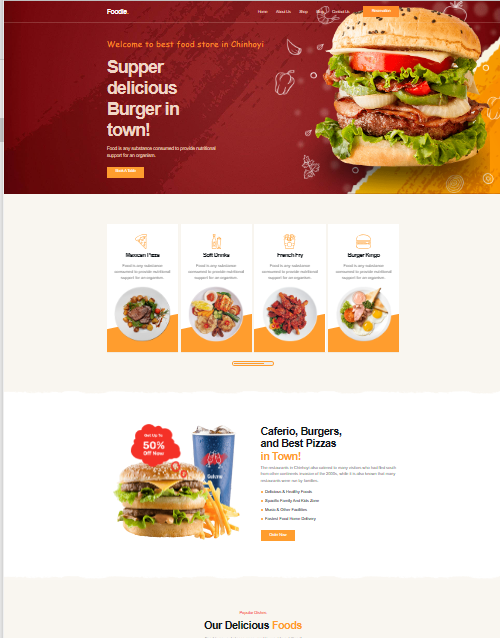 Foodie.
Home About Us Shop Blog Contact Us Reservation
Welcome to best food store in Chinhoyi
Supper
delicious
Burger in
town!
Food is any substance consumed to provide nutritional
support for an organism.
Mexican Pizza
Food is any substance
consumed to provide nutritional
support for an organism.
Soft Drinks
Food is any substance
consumed to provide nutritional
support for an organism.
French Fry
Food is any substance
consumed to provide nutritional
support for an organism.
Burger Kingo
Food is any substance
consumed to provide nutritional
support for an organism.
Get Up To
50%
Off Now
Caferio, Burgers,
and Best Pizzas
in Town!
Delicious & Healthy Foods
Spacific Family And Kids Zone
Music & Other Facilities
Fastest Food Home Delivery
Order Now
Popular Dishes
Our Delicious Foods